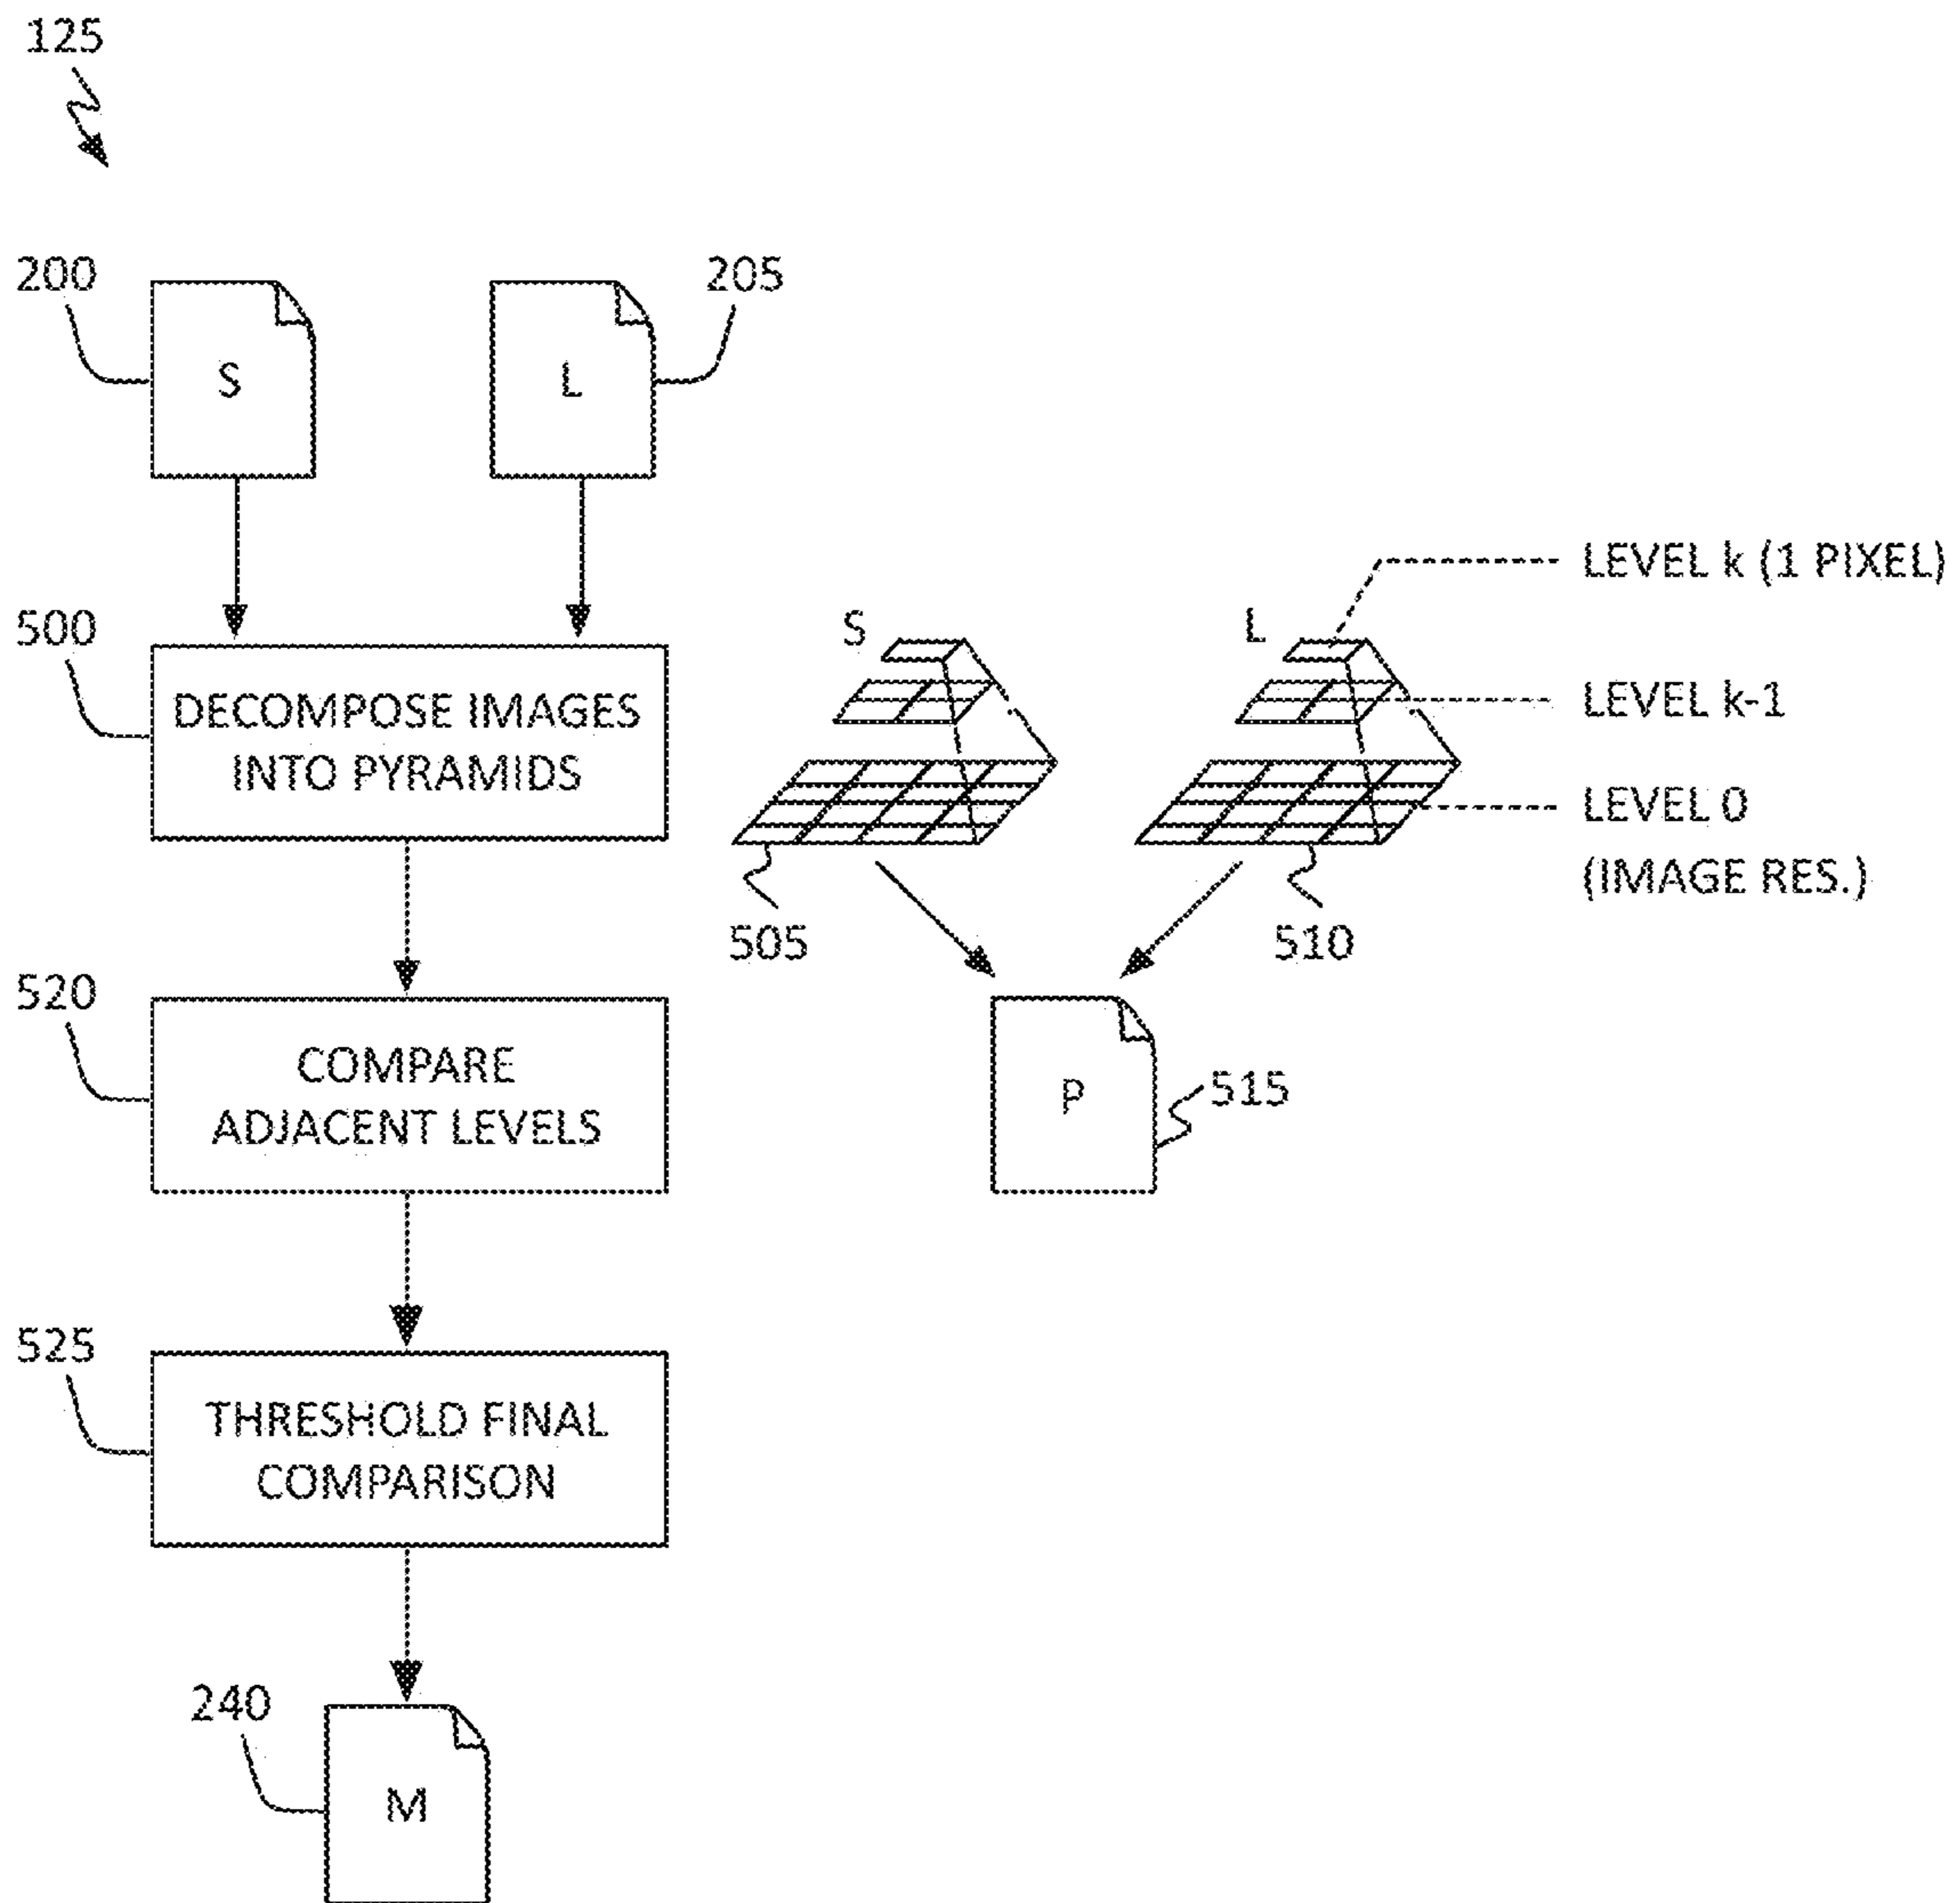 125
200
S
L
205
500
DECOMPOSE IMAGES
INTO PYRAMIDS
S
L
LEVEL k (1 PIXEL)
LEVEL k-1
LEVEL 0
(IMAGE RES.)
505
510
520
COMPARE
ADJACENT LEVELS
P
515
525
THRESHOLD FINAL
COMPARISON
240
M